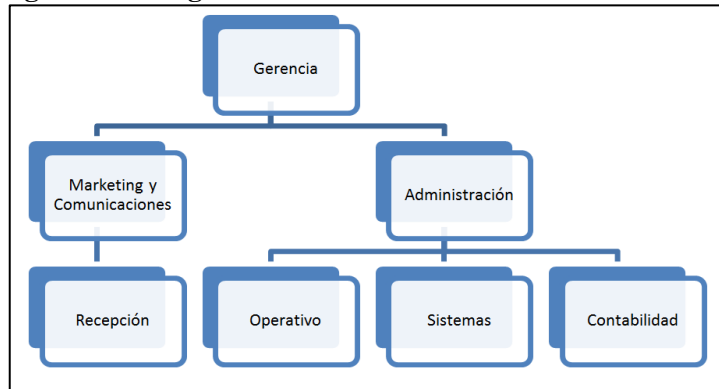 Gerencia
Marketing y
Comunicaciones
Administración
Recepción
Operativo
Sistemas
Contabilidad